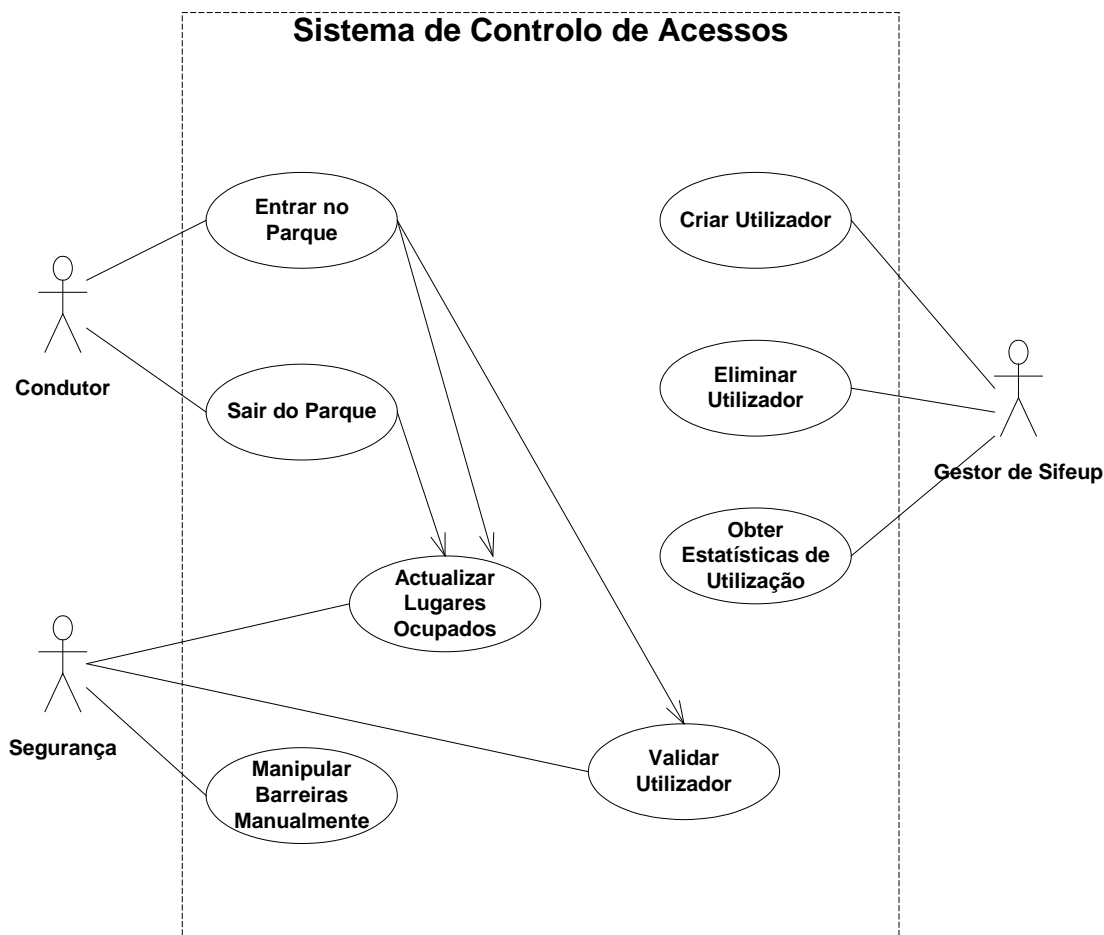 Sistema de Controlo de Acessos
Entrar no
Parque
Criar Utilizador
Condutor
Sair do Parque
Eliminar
Utilizador
Gestor de Sifeup
Obter
Estatísticas de
Utilização
Actualizar
Lugares
Ocupados
Segurança
Manipular
Barreiras
Manualmente
Validar
Utilizador